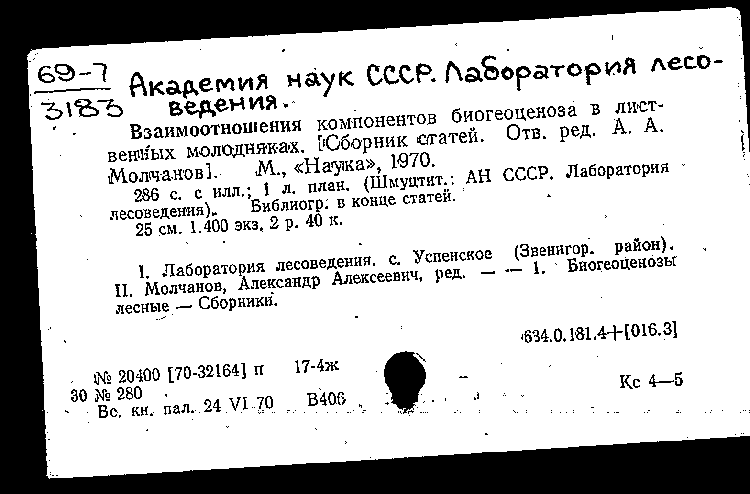 69-7
3183
Академия наук СССР. Лаборатория лесо-
ведения.
Взаимоотношения компонентов биогеоценоза в лист-
венных молодняках. [Сборник статей. Отв. ред. А. А.
Молчанов]. М., «Наука», 1970.
286 с. с илл.; 1 л. план. (Шмуцтит.: АН СССР. Лаборатория
лесоведения). Библиогр. в конце статей.
25 см. 1.400 экз. 2 р. 40 к.
I. Лаборатория лесоведения. с. Успенское (Звенигор. район).
II. Молчанов, Александр Алексеевич, ред. — — 1. Биогеоценозы
лесные — Сборники.
634.0.181.4+[016.3]
№ 20400 [70-32164] п 17-4ж
30 № 280
Вс. кн. пал. 24 VI 70 В406
Кс 4—5